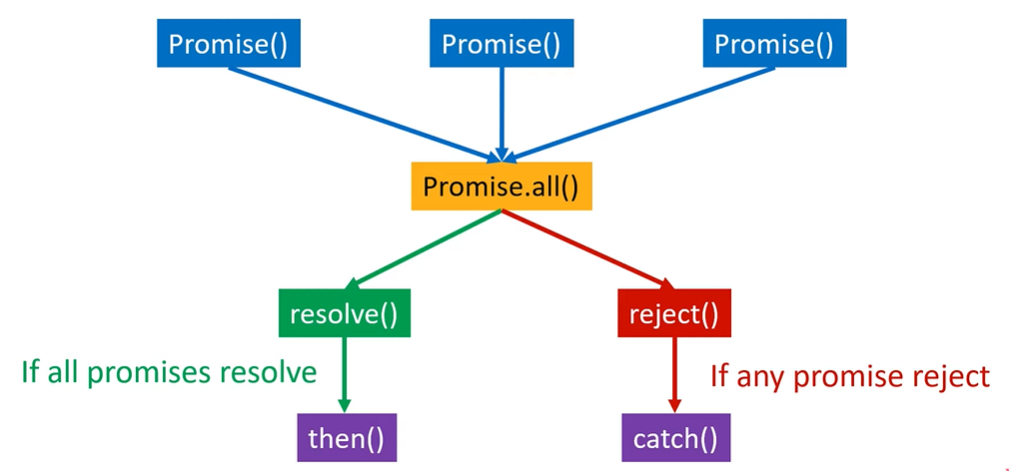 Promise()
Promise()
Promise()
Promise.all()
resolve()
reject()
If all promises resolve
If any promise reject
then()
catch()